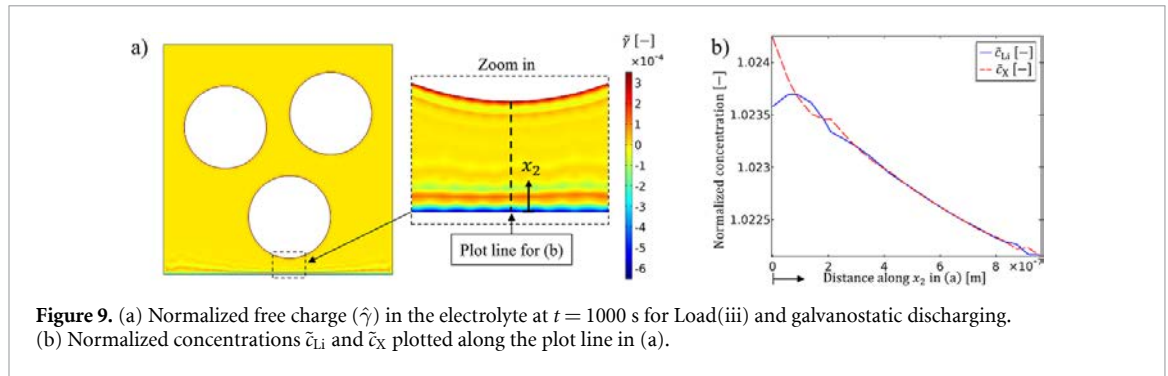 a)
Zoom in
x₂
Plot line for (b)
γ̃ [−]
×10⁻⁴
3
2
1
0
-1
-2
-3
-4
-5
-6
b)
Normalized concentration [−]
1.024
1.0235
1.023
1.0225
c̃Li [−]
c̃X [−]
0 2 4 6 8 ×10⁻⁷
Distance along x₂ in (a) [m]
Figure 9. (a) Normalized free charge (γ̂) in the electrolyte at t = 1000 s for Load(iii) and galvanostatic discharging.
(b) Normalized concentrations c̃Li and c̃X plotted along the plot line in (a).